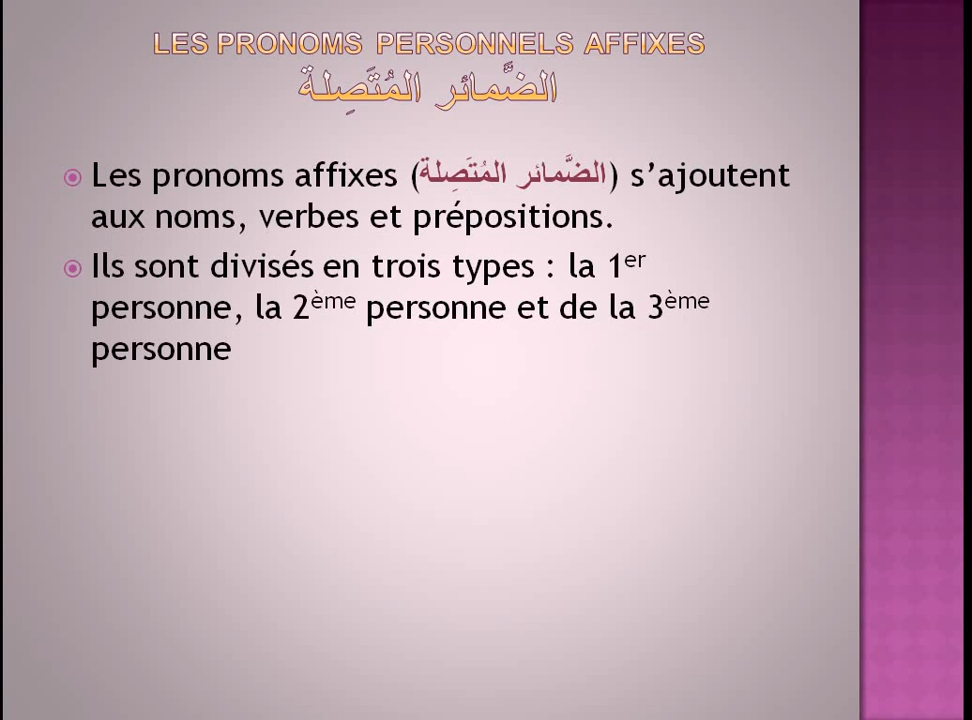 LES PRONOMS PERSONNELS AFFIXES
الضَّمائر المُتَصِلة
Les pronoms affixes (الضَّمائر المُتَصِلة) s’ajoutent
aux noms, verbes et prépositions.
Ils sont divisés en trois types : la 1er
personne, la 2ème personne et de la 3ème
personne